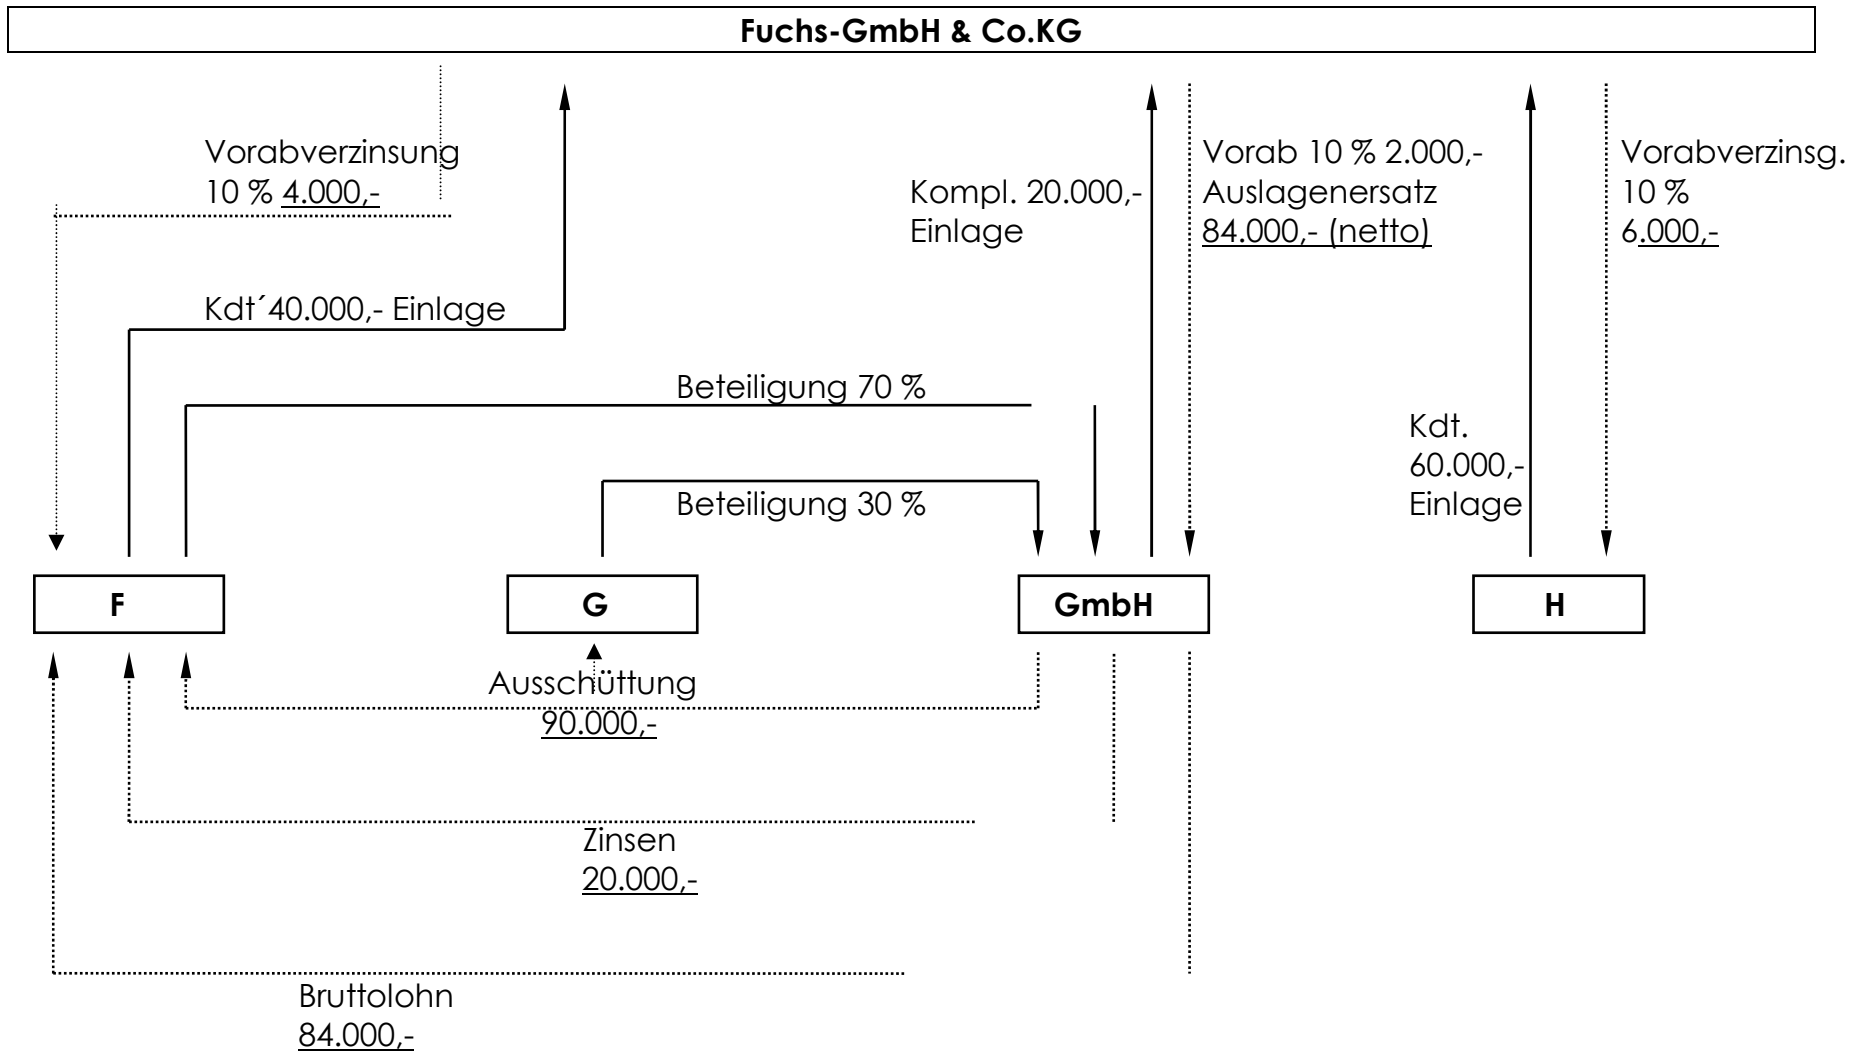 Fuchs-GmbH & Co.KG
Vorabverzinsung
10 % 4.000,-
Kompl. 20.000,-
Einlage
Vorab 10 % 2.000,-
Auslagenersatz
84.000,- (netto)
Vorabverzinsg.
10 %
6.000,-
Kdt´40.000,- Einlage
Beteiligung 70 %
Kdt.
60.000,-
Einlage
Beteiligung 30 %
F
G
GmbH
H
Ausschüttung
90.000,-
Zinsen
20.000,-
Bruttolohn
84.000,-